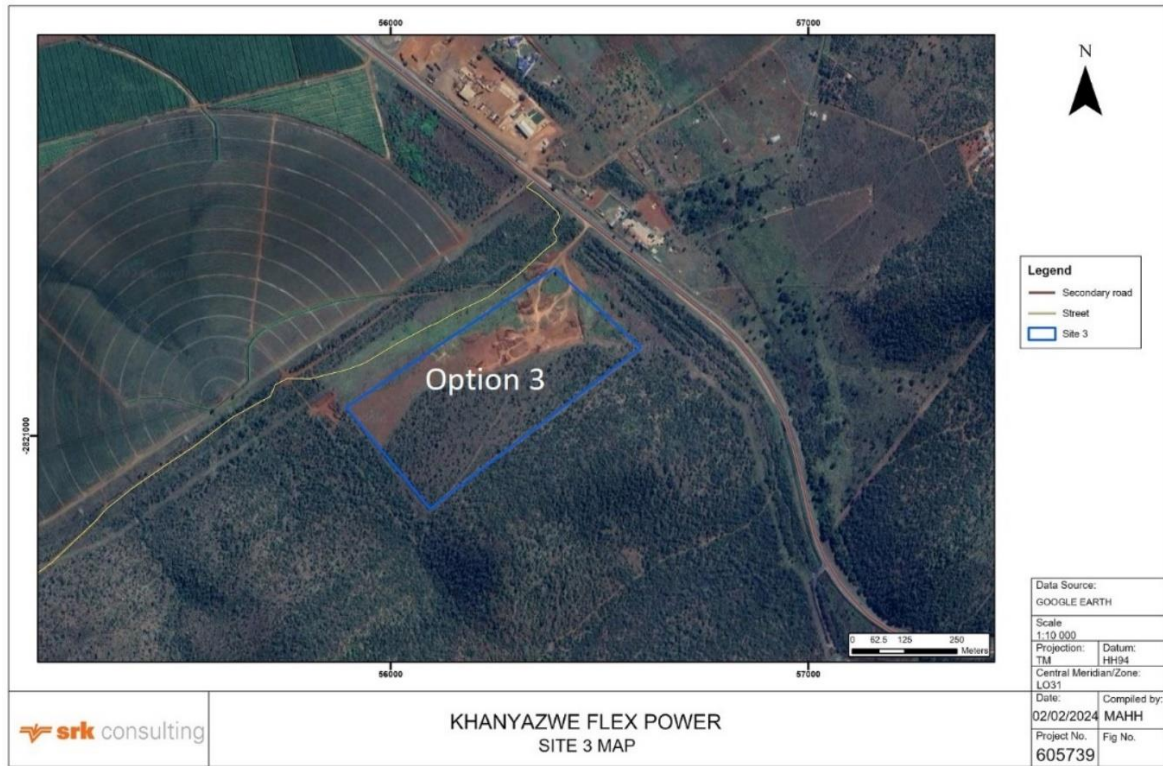 56000
57000
N
Legend
Secondary road
Street
Site 3
Option 3
-2821000
0 62.5 125 250
Meters
56000
57000
Data Source:
GOOGLE EARTH
Scale
1:10 000
Projection: Datum:
TM HH94
Central Meridian/Zone:
LO31
Date: Compiled by:
02/02/2024 MAHH
Project No. Fig No.
605739
srk consulting
KHANYAZWE FLEX POWER
SITE 3 MAP